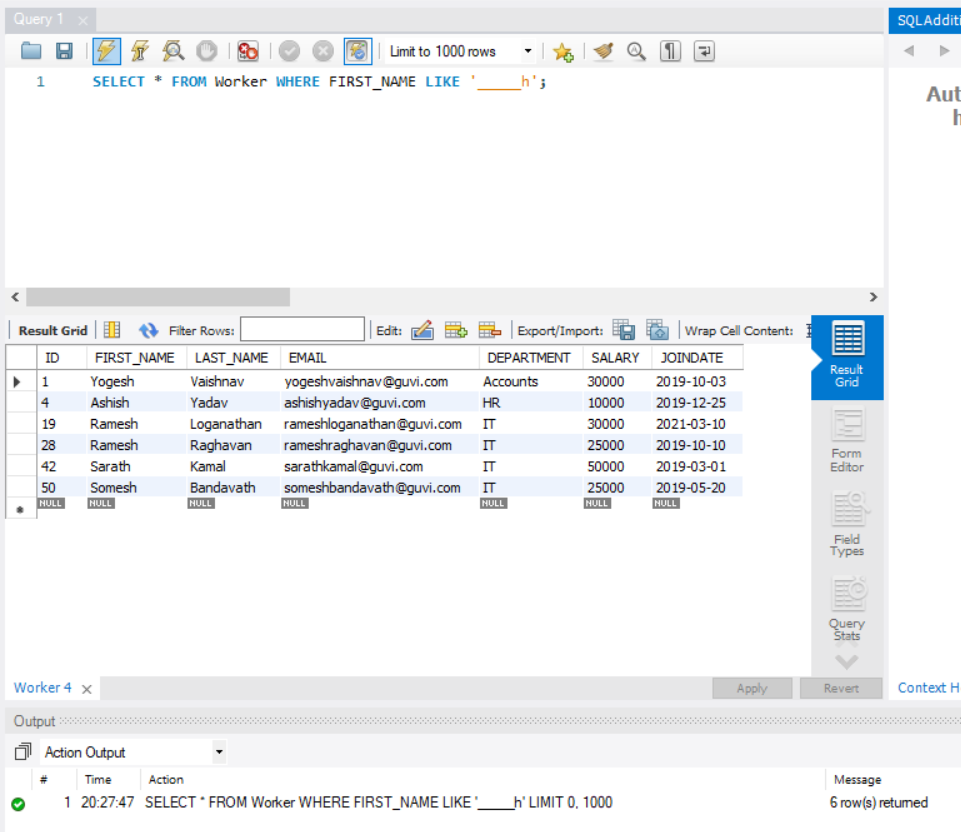 Query 1
SQLAdditi
Limit to 1000 rows
1 SELECT * FROM Worker WHERE FIRST_NAME LIKE '_____h';
Aut
h
Result Grid Filter Rows: Edit: Export/Import: Wrap Cell Content:
Result Grid
ID FIRST_NAME LAST_NAME EMAIL DEPARTMENT SALARY JOINDATE
1 Yogesh Vaishnav yogeshvaishnav@guvi.com Accounts 30000 2019-10-03
4 Ashish Yadav ashishyadav@guvi.com HR 10000 2019-12-25
19 Ramesh Loganathan rameshloganathan@guvi.com IT 30000 2021-03-10
28 Ramesh Raghavan rameshraghavan@guvi.com IT 25000 2019-10-10
42 Sarath Kamal sarathkamal@guvi.com IT 50000 2019-03-01
50 Somesh Bandavath someshbandavath@guvi.com IT 25000 2019-05-20
NULL NULL NULL NULL NULL NULL NULL
Form
Editor
Field
Types
Query
Stats
Worker 4 Apply Revert Context H
Output
Action Output
# Time Action Message
1 20:27:47 SELECT * FROM Worker WHERE FIRST_NAME LIKE '_____h' LIMIT 0, 1000 6 row(s) returned